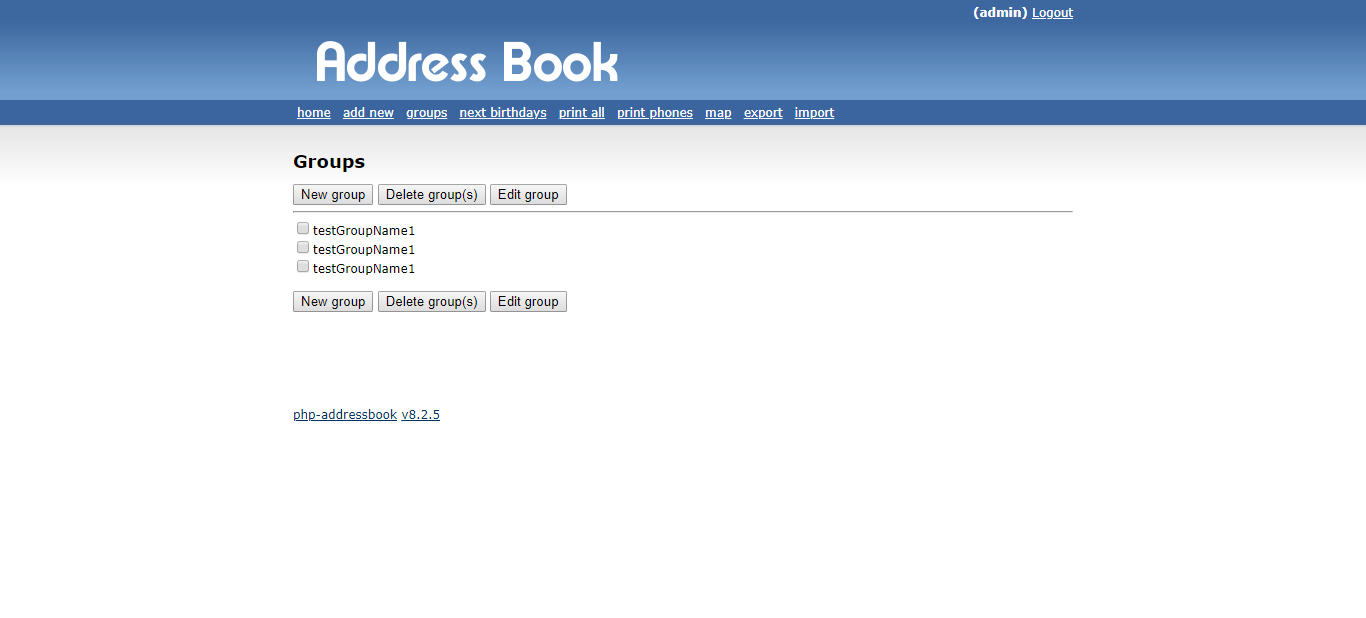 (admin) Logout
Address Book
home add new groups next birthdays print all print phones map export import
Groups
New group Delete group(s) Edit group
testGroupName1
testGroupName1
testGroupName1
New group Delete group(s) Edit group
php-addressbook v8.2.5